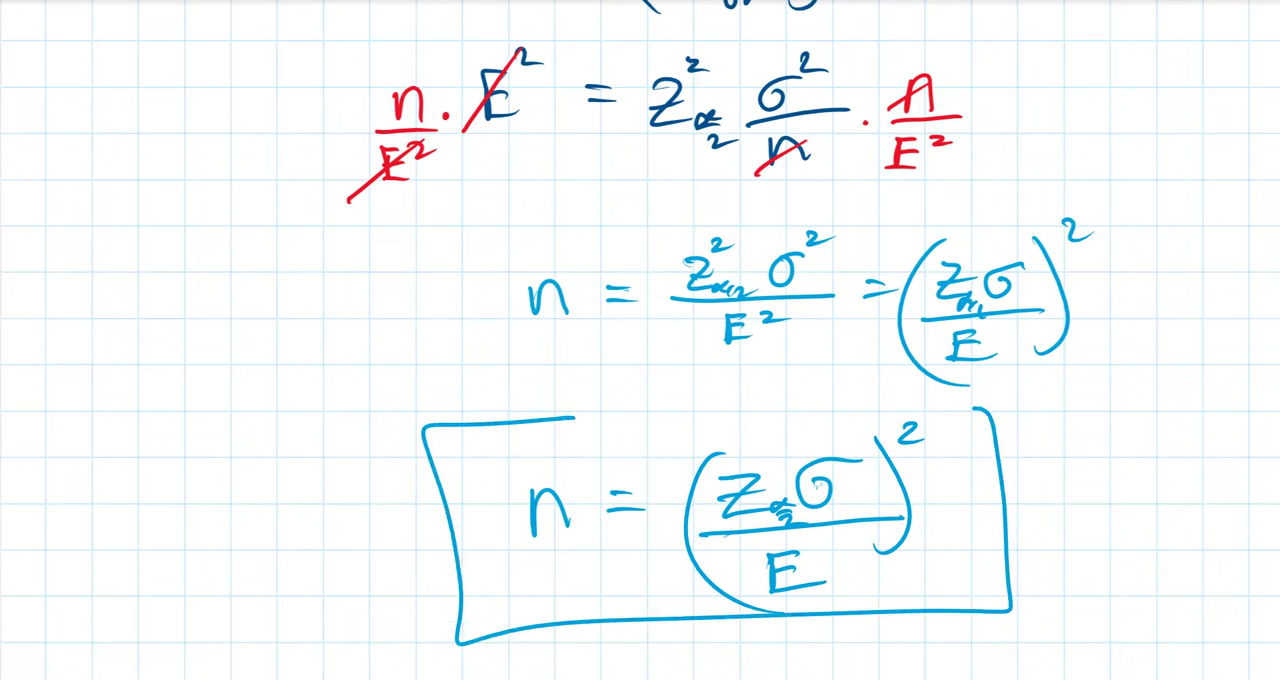 n/E² · E² = Z²_{α/2} σ²/n · n/E²
n = Z²_{α/2} σ²/E² = (Z_{α/2} σ/E)²
n = (Z_{α/2} σ/E)²